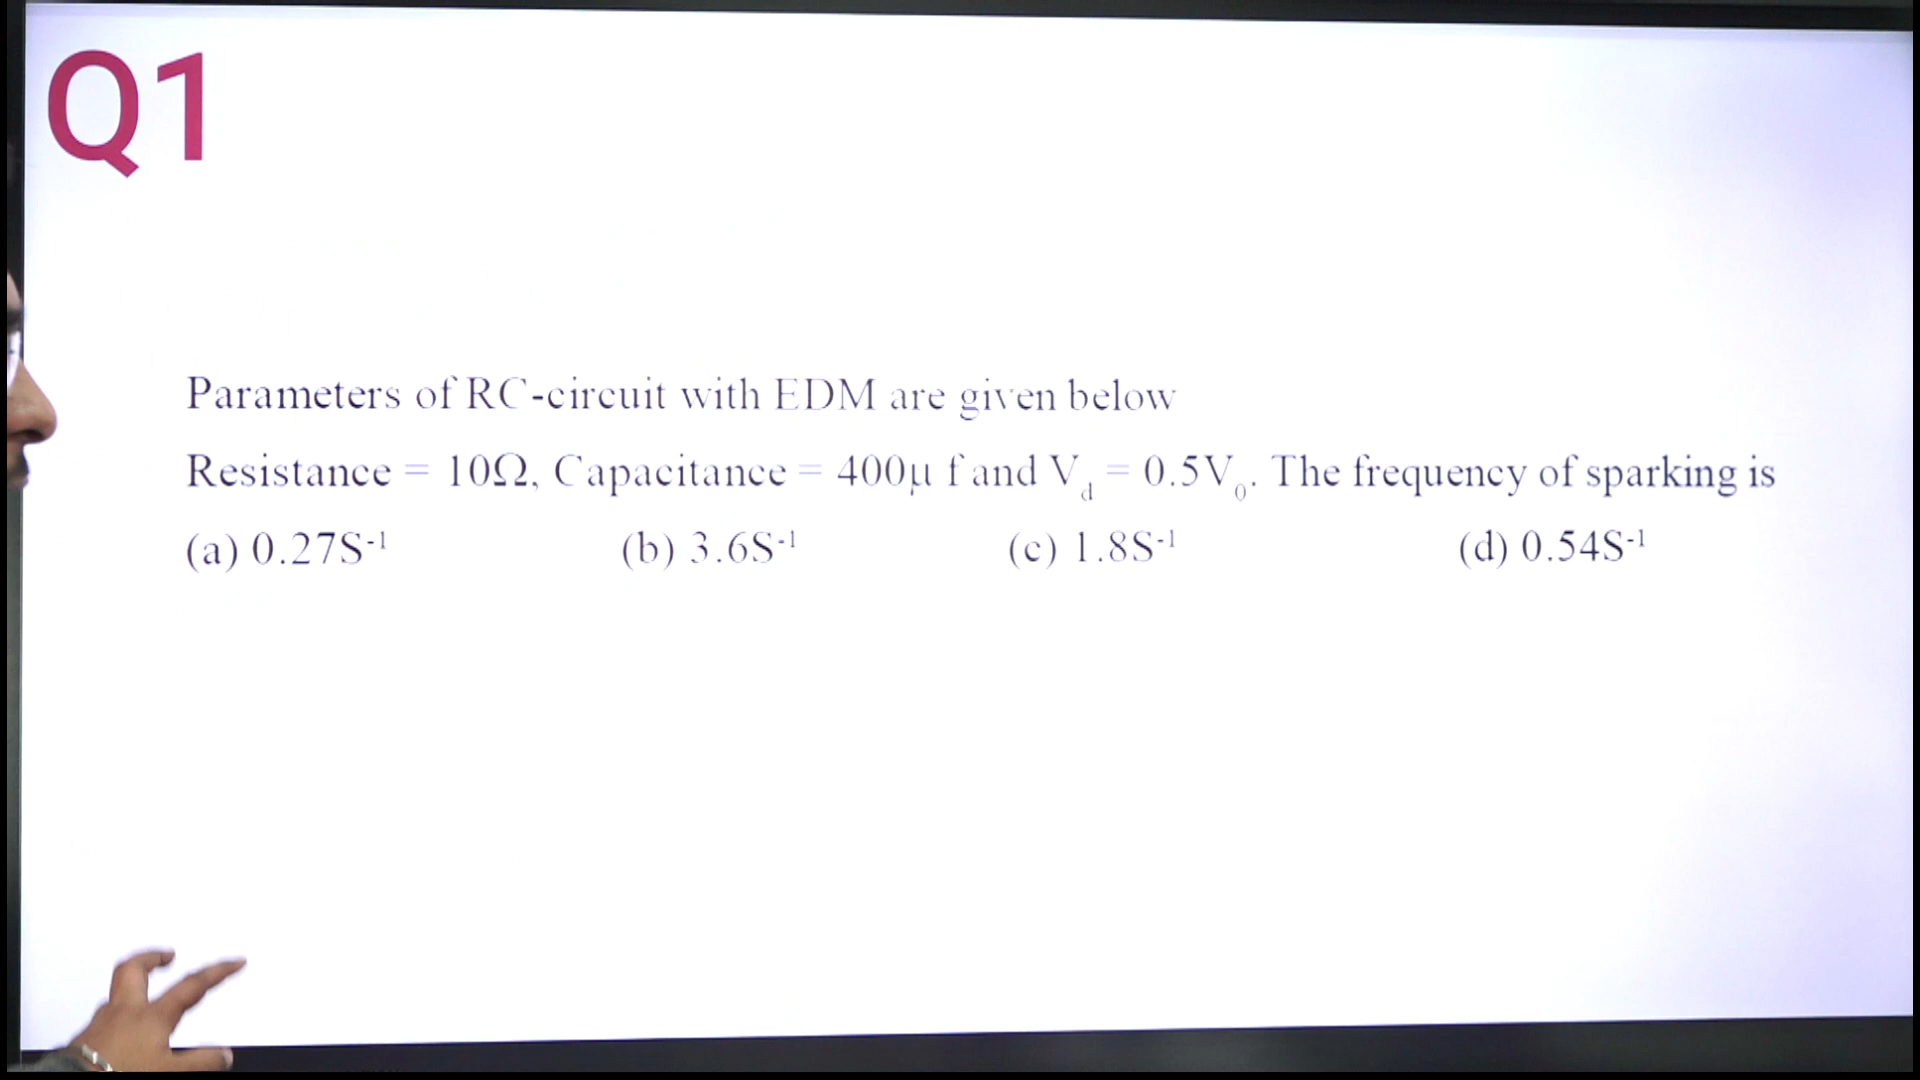 Q1
Parameters of RC-circuit with EDM are given below
Resistance = 10Ω, Capacitance = 400μ f and V_d = 0.5V₀. The frequency of sparking is
(a) 0.27S⁻¹ (b) 3.6S⁻¹ (c) 1.8S⁻¹ (d) 0.54S⁻¹